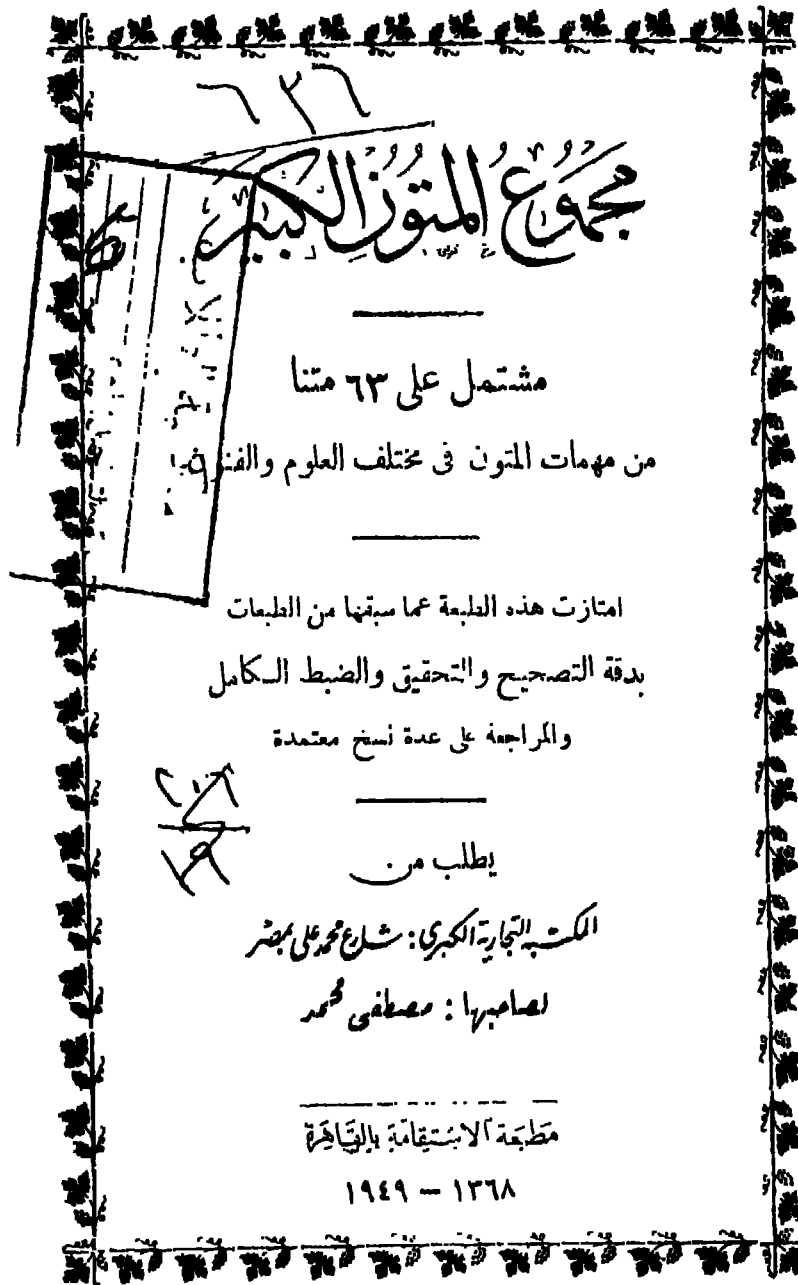 ٦٣٦
مجموع المتون الكبير
مشتمل على ٦٣ متنا
من مهمات المتون فى مختلف العلوم والفنون
امتازت هذه الطبعة عما سبقها من الطبعات
بدقة التصحيح والتحقيق والضبط الكامل
والمراجعة على عدة نسخ معتمدة
يطلب من
المكتبة التجارية الكبرى : شارع محمد على بمصر
لصاحبها : مصطفى محمد
مطبعة الاستقامة بالقاهرة
١٣٦٨ — ١٩٤٩